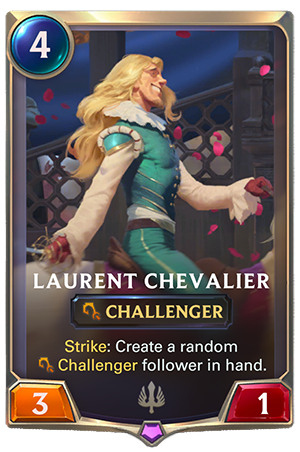 4
LAURENT CHEVALIER
CHALLENGER
Strike: Create a random
Challenger follower in hand.
3
1